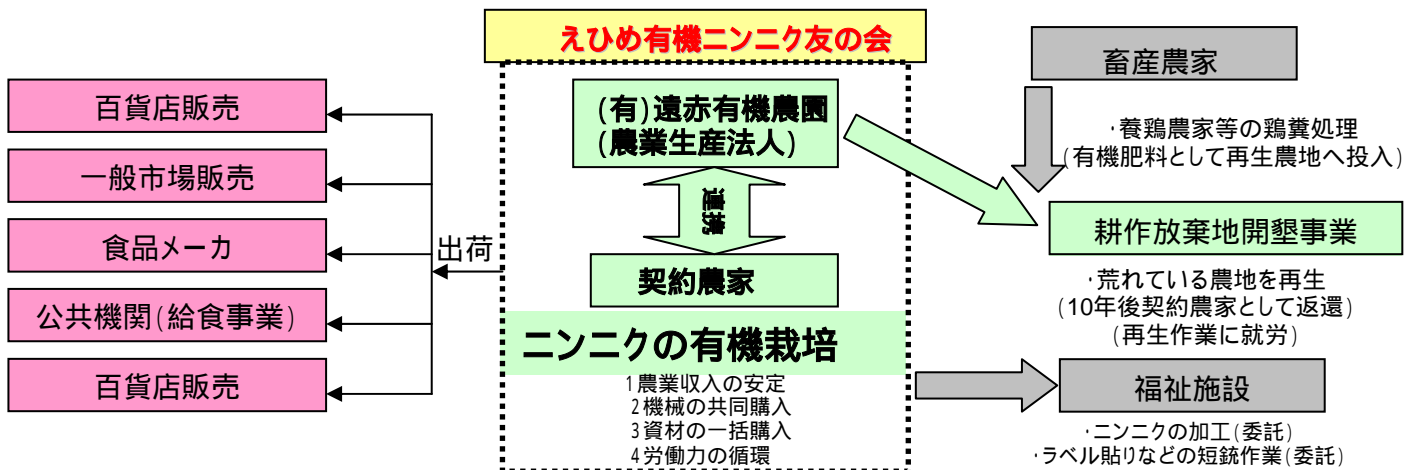 えひめ有機ニンニク友の会
百貨店販売
一般市場販売
食品メーカ
公共機関(給食事業)
百貨店販売
出荷
(有)遠赤有機農園
(農業生産法人)
連携
契約農家
ニンニクの有機栽培
1農業収入の安定
2機械の共同購入
3資材の一括購入
4労働力の循環
畜産農家
・養鶏農家等の鶏糞処理
(有機肥料として再生農地へ投入)
耕作放棄地開墾事業
・荒れている農地を再生
(10年後契約農家として返還)
(再生作業に就労)
福祉施設
・ニンニクの加工(委託)
・ラベル貼りなどの短銃作業(委託)